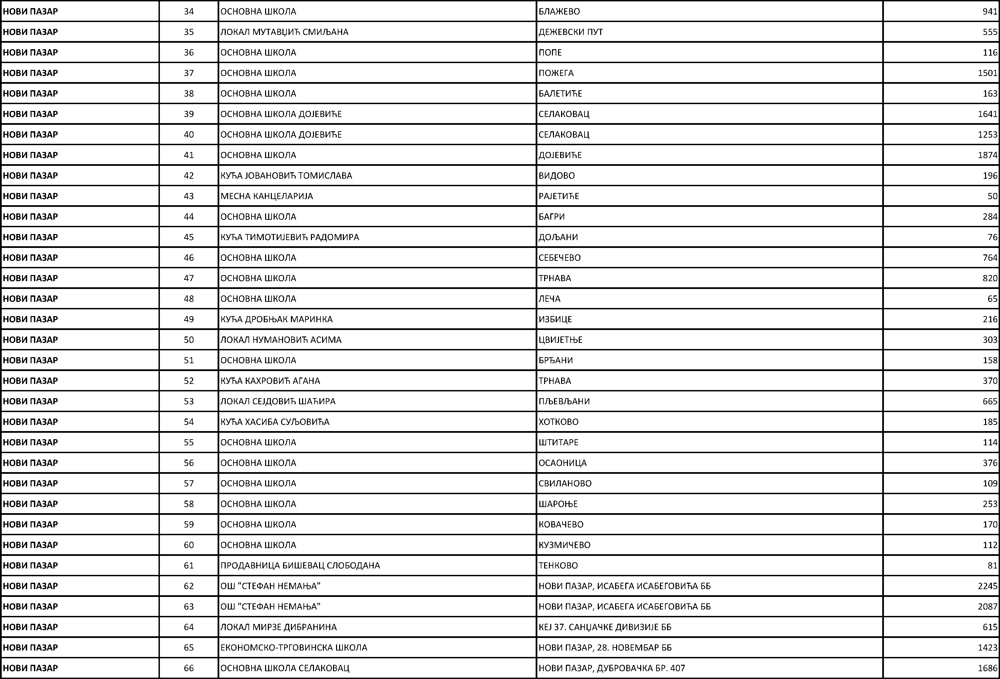 НОВИ ПАЗАР 34 ОСНОВНА ШКОЛА БЛАЖЕВО 941
НОВИ ПАЗАР 35 ЛОКАЛ МУТАВЏИЋ СМИЉАНА ДЕЖЕВСКИ ПУТ 555
НОВИ ПАЗАР 36 ОСНОВНА ШКОЛА ПОПЕ 116
НОВИ ПАЗАР 37 ОСНОВНА ШКОЛА ПОЖЕГА 1501
НОВИ ПАЗАР 38 ОСНОВНА ШКОЛА БАЛЕТИЋЕ 163
НОВИ ПАЗАР 39 ОСНОВНА ШКОЛА ДОЈЕВИЋЕ СЕЛАКОВАЦ 1641
НОВИ ПАЗАР 40 ОСНОВНА ШКОЛА ДОЈЕВИЋЕ СЕЛАКОВАЦ 1253
НОВИ ПАЗАР 41 ОСНОВНА ШКОЛА ДОЈЕВИЋЕ 1874
НОВИ ПАЗАР 42 КУЋА ЈОВАНОВИЋ ТОМИСЛАВА ВИДОВО 196
НОВИ ПАЗАР 43 МЕСНА КАНЦЕЛАРИЈА РАЈЕТИЋЕ 50
НОВИ ПАЗАР 44 ОСНОВНА ШКОЛА БАГРИ 284
НОВИ ПАЗАР 45 КУЋА ТИМОТИЈЕВИЋ РАДОМИРА ДОЉАНИ 76
НОВИ ПАЗАР 46 ОСНОВНА ШКОЛА СЕБЕЧЕВО 764
НОВИ ПАЗАР 47 ОСНОВНА ШКОЛА ТРНАВА 820
НОВИ ПАЗАР 48 ОСНОВНА ШКОЛА ЛЕЧА 65
НОВИ ПАЗАР 49 КУЋА ДРОБЊАК МАРИНКА ИЗБИЦЕ 216
НОВИ ПАЗАР 50 ЛОКАЛ НУМАНОВИЋ АСИМА ЦВИЈЕТЊЕ 303
НОВИ ПАЗАР 51 ОСНОВНА ШКОЛА БРЂАНИ 158
НОВИ ПАЗАР 52 КУЋА КАХРОВИЋ АГАНА ТРНАВА 370
НОВИ ПАЗАР 53 ЛОКАЛ СЕЈДОВИЋ ШАЋИРА ПЉЕВЉАНИ 665
НОВИ ПАЗАР 54 КУЋА ХАСИБА СУЉОВИЋА ХОТКОВО 185
НОВИ ПАЗАР 55 ОСНОВНА ШКОЛА ШТИТАРЕ 114
НОВИ ПАЗАР 56 ОСНОВНА ШКОЛА ОСАОНИЦА 376
НОВИ ПАЗАР 57 ОСНОВНА ШКОЛА СВИЛАНОВО 109
НОВИ ПАЗАР 58 ОСНОВНА ШКОЛА ШАРОЊЕ 253
НОВИ ПАЗАР 59 ОСНОВНА ШКОЛА КОВАЧЕВО 170
НОВИ ПАЗАР 60 ОСНОВНА ШКОЛА КУЗМИЧЕВО 112
НОВИ ПАЗАР 61 ПРОДАВНИЦА БИШЕВАЦ СЛОБОДАНА ТЕНКОВО 81
НОВИ ПАЗАР 62 ОШ "СТЕФАН НЕМАЊА" НОВИ ПАЗАР, ИСАБЕГА ИСАБЕГОВИЋА ББ 2245
НОВИ ПАЗАР 63 ОШ "СТЕФАН НЕМАЊА" НОВИ ПАЗАР, ИСАБЕГА ИСАБЕГОВИЋА ББ 2087
НОВИ ПАЗАР 64 ЛОКАЛ МИРЗЕ ДИБРАНИНА КЕЈ 37. САНЏАЧКЕ ДИВИЗИЈЕ ББ 615
НОВИ ПАЗАР 65 ЕКОНОМСКО-ТРГОВИНСКА ШКОЛА НОВИ ПАЗАР, 28. НОВЕМБАР ББ 1423
НОВИ ПАЗАР 66 ОСНОВНА ШКОЛА СЕЛАКОВАЦ НОВИ ПАЗАР, ДУБРОВАЧКА БР. 407 1686